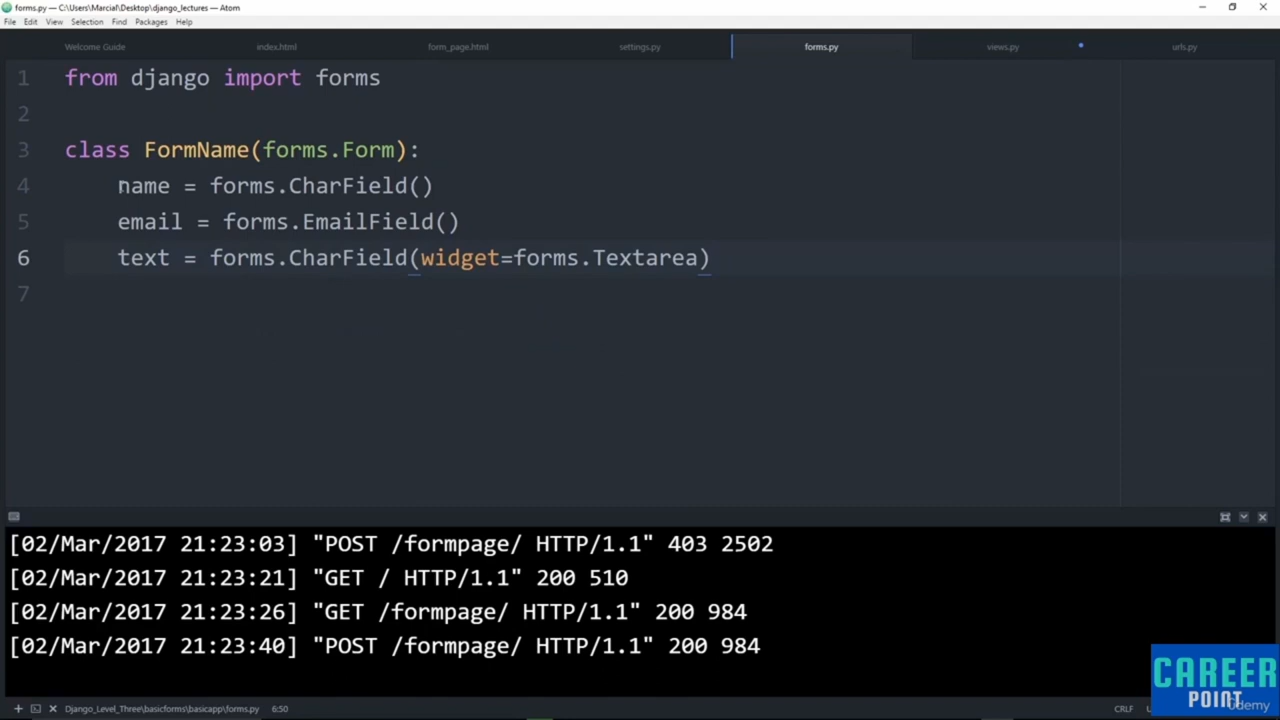 forms.py — C:\Users\Marcial\Desktop\django_lectures — Atom
File Edit View Selection Find Packages Help
Welcome Guide index.html form_page.html settings.py forms.py views.py urls.py
1 from django import forms
2
3 class FormName(forms.Form):
4 name = forms.CharField()
5 email = forms.EmailField()
6 text = forms.CharField(widget=forms.Textarea)
7
[02/Mar/2017 21:23:03] "POST /formpage/ HTTP/1.1" 403 2502
[02/Mar/2017 21:23:21] "GET / HTTP/1.1" 200 510
[02/Mar/2017 21:23:26] "GET /formpage/ HTTP/1.1" 200 984
[02/Mar/2017 21:23:40] "POST /formpage/ HTTP/1.1" 200 984
CAREER
POINT
Udemy
Django_Level_Three\basicforms\basicapp\forms.py 6:50 CRLF